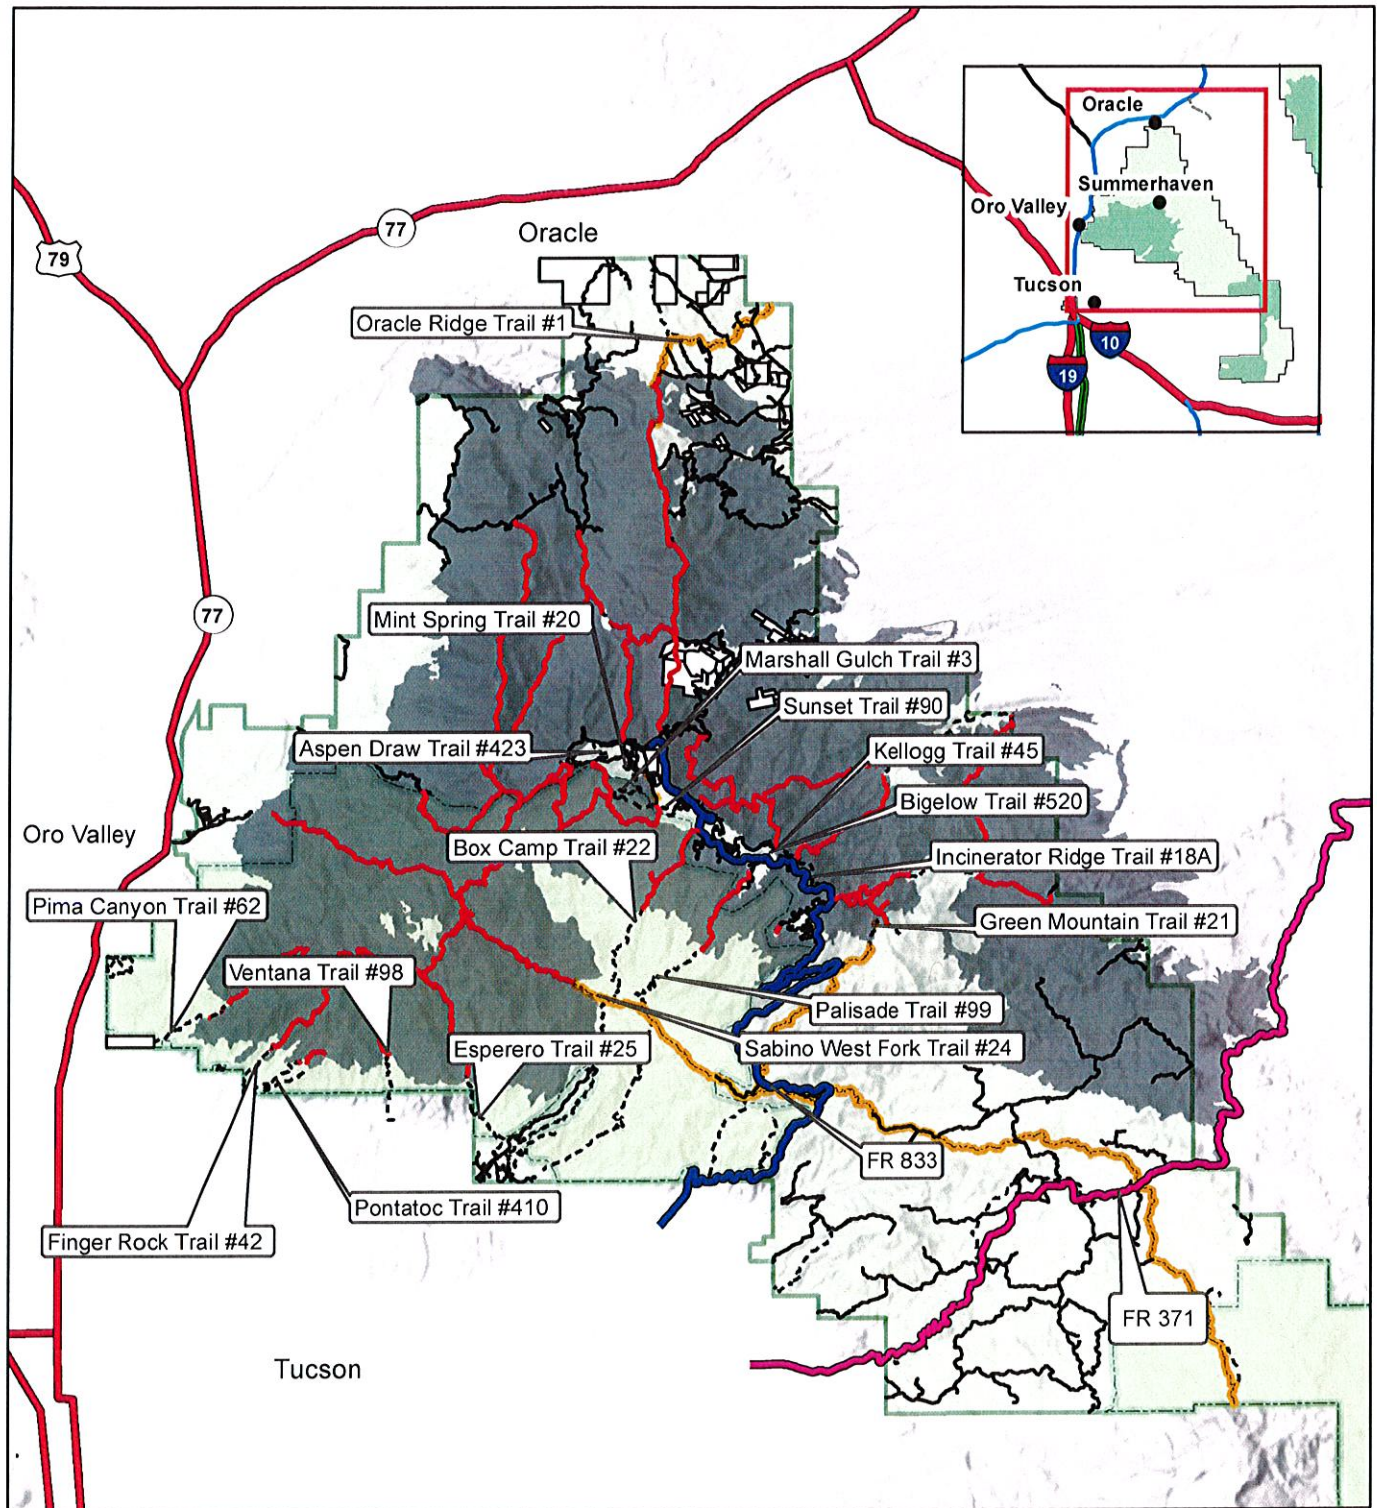 Oracle
Summerhaven
Oro Valley
Tucson
10
19
77
79
Oracle
Oracle Ridge Trail #1
77
Mint Spring Trail #20
Marshall Gulch Trail #3
Sunset Trail #90
Aspen Draw Trail #423
Kellogg Trail #45
Bigelow Trail #520
Oro Valley
Box Camp Trail #22
Incinerator Ridge Trail #18A
Pima Canyon Trail #62
Green Mountain Trail #21
Ventana Trail #98
Palisade Trail #99
Esperero Trail #25
Sabino West Fork Trail #24
FR 833
Pontatoc Trail #410
Finger Rock Trail #42
FR 371
Tucson